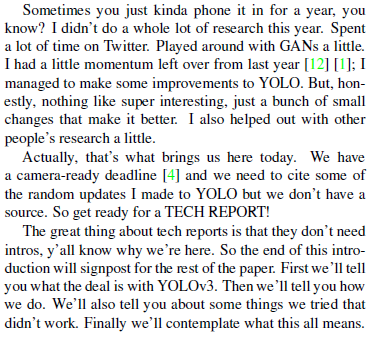 Sometimes you just kinda phone it in for a year, you
know? I didn't do a whole lot of research this year. Spent
a lot of time on Twitter. Played around with GANs a little.
I had a little momentum left over from last year [12] [1]; I
managed to make some improvements to YOLO. But, hon-
estly, nothing like super interesting, just a bunch of small
changes that make it better. I also helped out with other
people's research a little.
Actually, that's what brings us here today. We have
a camera-ready deadline [4] and we need to cite some of
the random updates I made to YOLO but we don't have a
source. So get ready for a TECH REPORT!
The great thing about tech reports is that they don't need
intros, y'all know why we're here. So the end of this intro-
duction will signpost for the rest of the paper. First we'll tell
you what the deal is with YOLOv3. Then we'll tell you how
we do. We'll also tell you about some things we tried that
didn't work. Finally we'll contemplate what this all means.